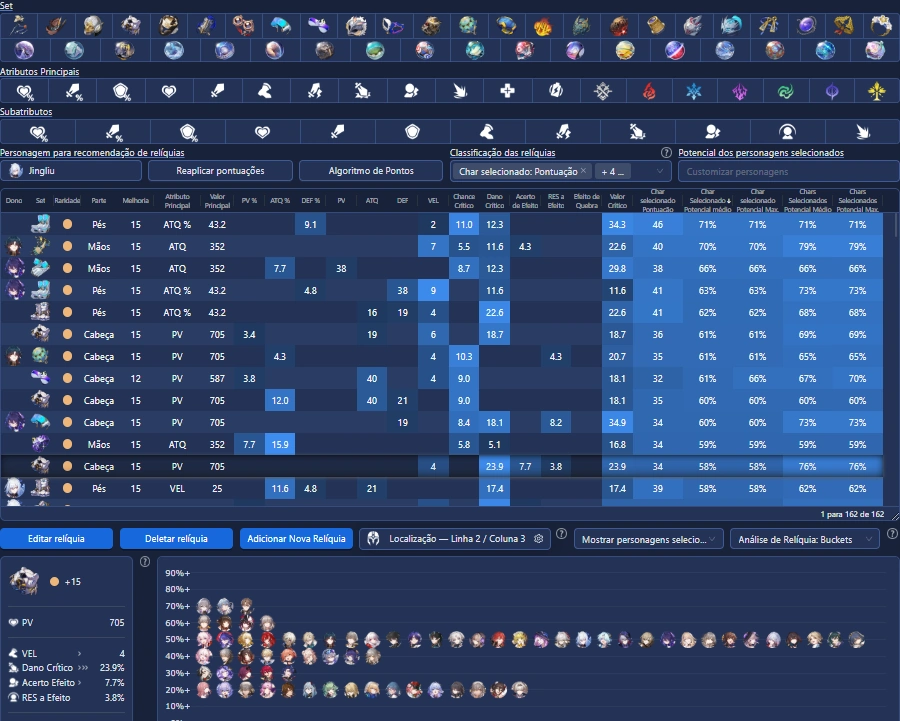 Set
Atributos Principais
Subatributos
Personagem para recomendação de relíquias Classificação das relíquias Potencial dos personagens selecionados
Jingliu Reaplicar pontuações Algoritmo de Pontos Char selecionado: Pontuação × + 4 ... Customizar personagens
Dono Set Raridade Parte Melhoria Atributo Principal Valor Principal PV % ATQ % DEF % PV ATQ DEF VEL Chance Crítico Dano Crítico Acerto de Efeito RES a Efeito Efeito de Quebra Valor Crítico Char selecionado Pontuação Char Selecionado Potencial médio Char selecionado Potencial Max. Chars Selecionados Potencial Médio Chars. Selecionados Potencial Max.
Pés 15 ATQ % 43.2 9.1 2 11.0 12.3 34.3 46 71% 71% 71% 71%
Mãos 15 ATQ 352 7 5.5 11.6 4.3 22.6 40 70% 70% 79% 79%
Mãos 15 ATQ 352 7.7 38 8.7 12.3 29.8 38 66% 66% 66% 66%
Pés 15 ATQ % 43.2 4.8 38 9 11.6 11.6 41 63% 63% 73% 73%
Pés 15 ATQ % 43.2 16 19 4 22.6 22.6 41 62% 62% 68% 68%
Cabeça 15 PV 705 3.4 19 6 18.7 18.7 36 61% 61% 69% 69%
Cabeça 15 PV 705 4.3 4 10.3 4.3 20.7 35 61% 61% 65% 65%
Cabeça 12 PV 587 3.8 40 4 9.0 18.1 32 61% 66% 67% 70%
Cabeça 15 PV 705 12.0 40 21 9.0 18.1 35 60% 60% 60% 60%
Cabeça 15 PV 705 19 8.4 18.1 8.2 34.9 34 60% 60% 73% 73%
Mãos 15 ATQ 352 7.7 15.9 5.8 5.1 16.8 34 59% 59% 59% 59%
Cabeça 15 PV 705 4 23.9 7.7 3.8 23.9 34 58% 58% 76% 76%
Pés 15 VEL 25 11.6 4.8 21 17.4 17.4 39 58% 58% 62% 62%
1 para 162 de 162
Editar relíquia Deletar relíquia Adicionar Nova Relíquia Localização — Linha 2 / Coluna 3 Mostrar personagens selecio... Análise de Relíquia: Buckets
+15
PV 705
VEL › 4
Dano Crítico ››› 23.9%
Acerto Efeito › 7.7%
RES a Efeito 3.8%
90%+
80%+
70%+
60%+
50%+
40%+
30%+
20%+
10%+